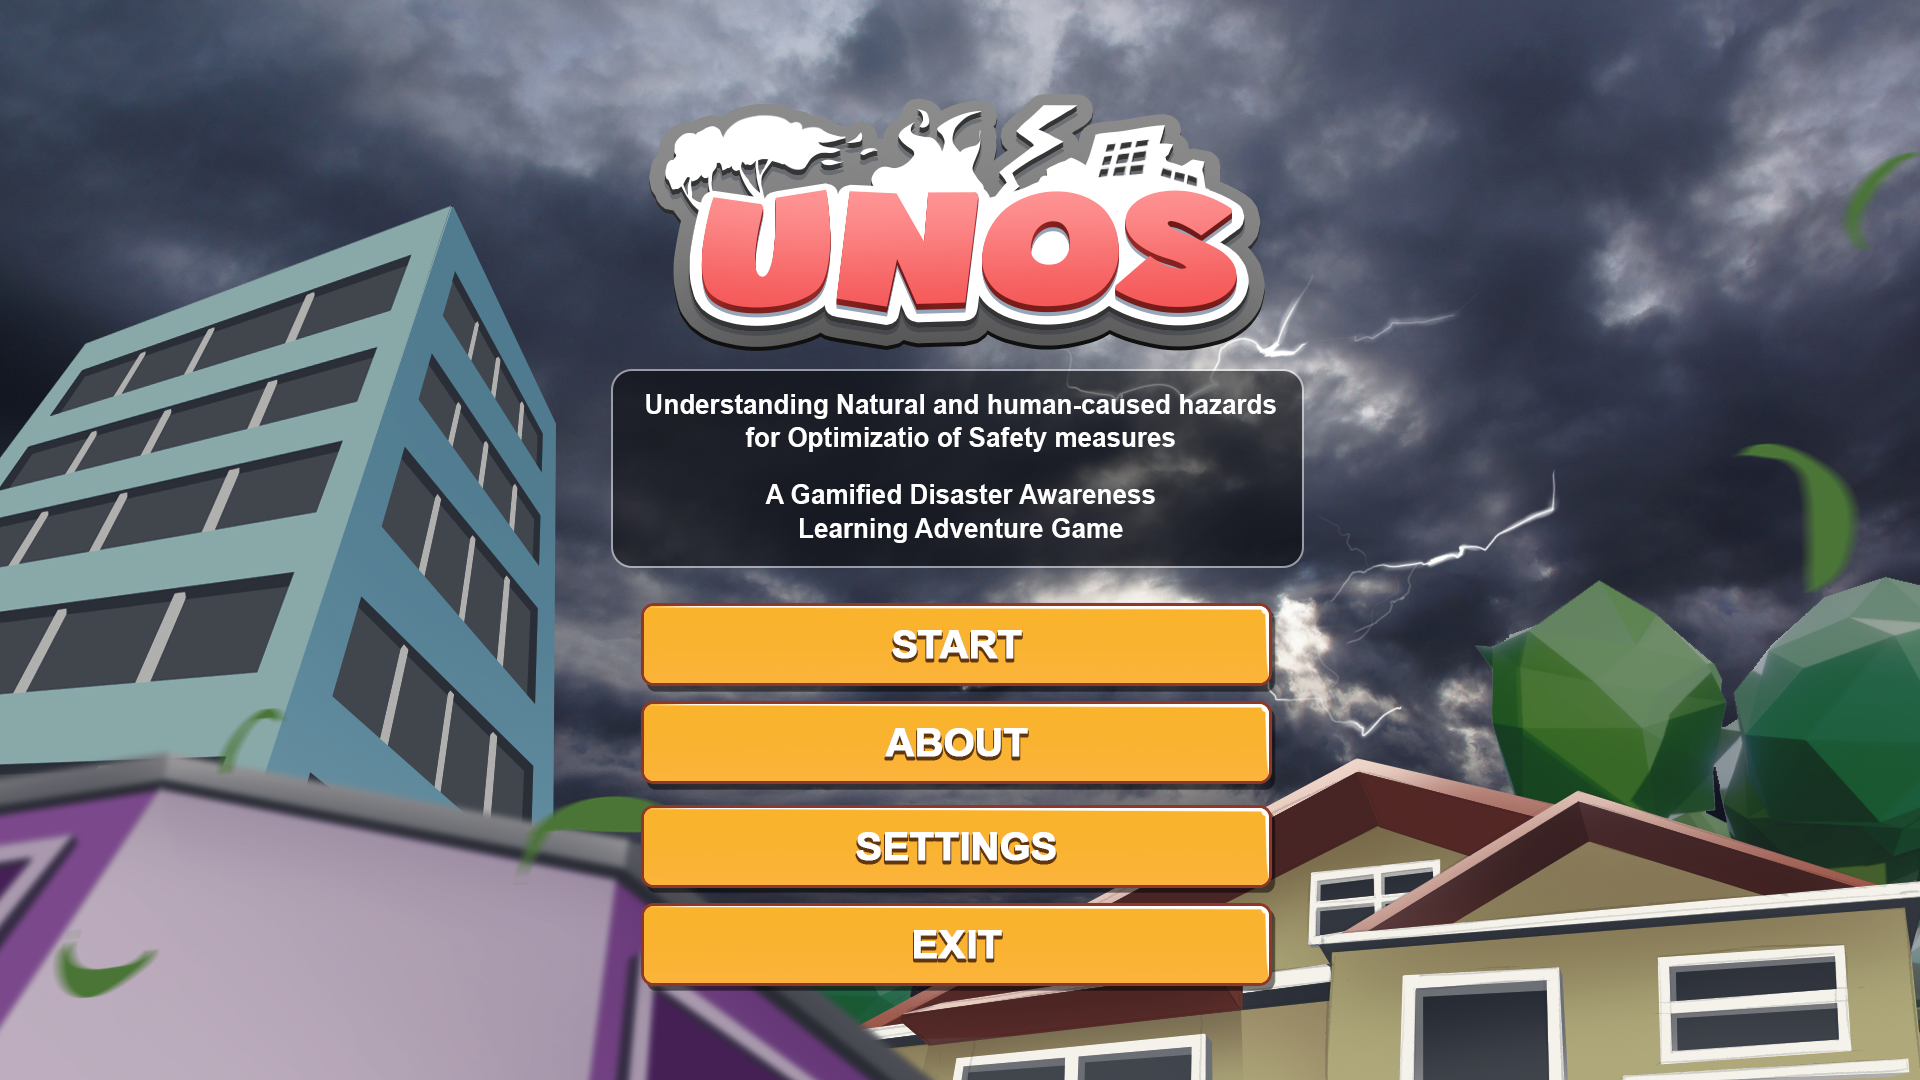 UNOS
Understanding Natural and human-caused hazards
for Optimizatio of Safety measures
A Gamified Disaster Awareness
Learning Adventure Game
START
ABOUT
SETTINGS
EXIT